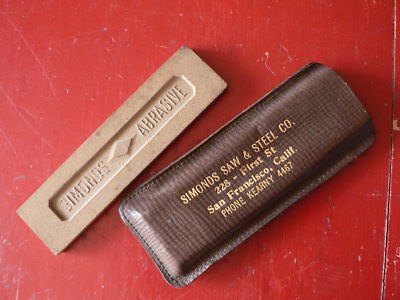 SIMONDS ABRASIVE
SIMONDS SAW & STEEL CO.
228 - First St.
San Francisco, Calif.
PHONE KEARNY 4467